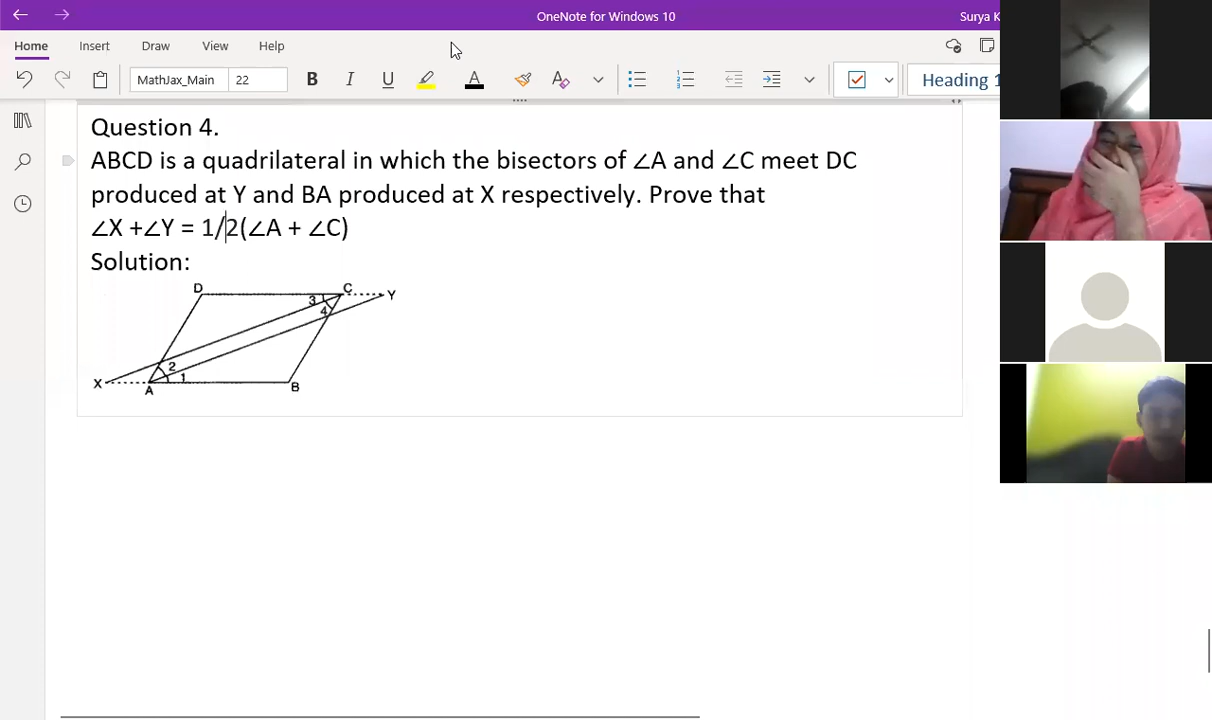 OneNote for Windows 10
Surya K
Home Insert Draw View Help
MathJax_Main 22 B I U A A Heading 1
Question 4.
ABCD is a quadrilateral in which the bisectors of ∠A and ∠C meet DC
produced at Y and BA produced at X respectively. Prove that
∠X +∠Y = 1/2(∠A + ∠C)
Solution:
D C Y
3
4
2
X A 1 B